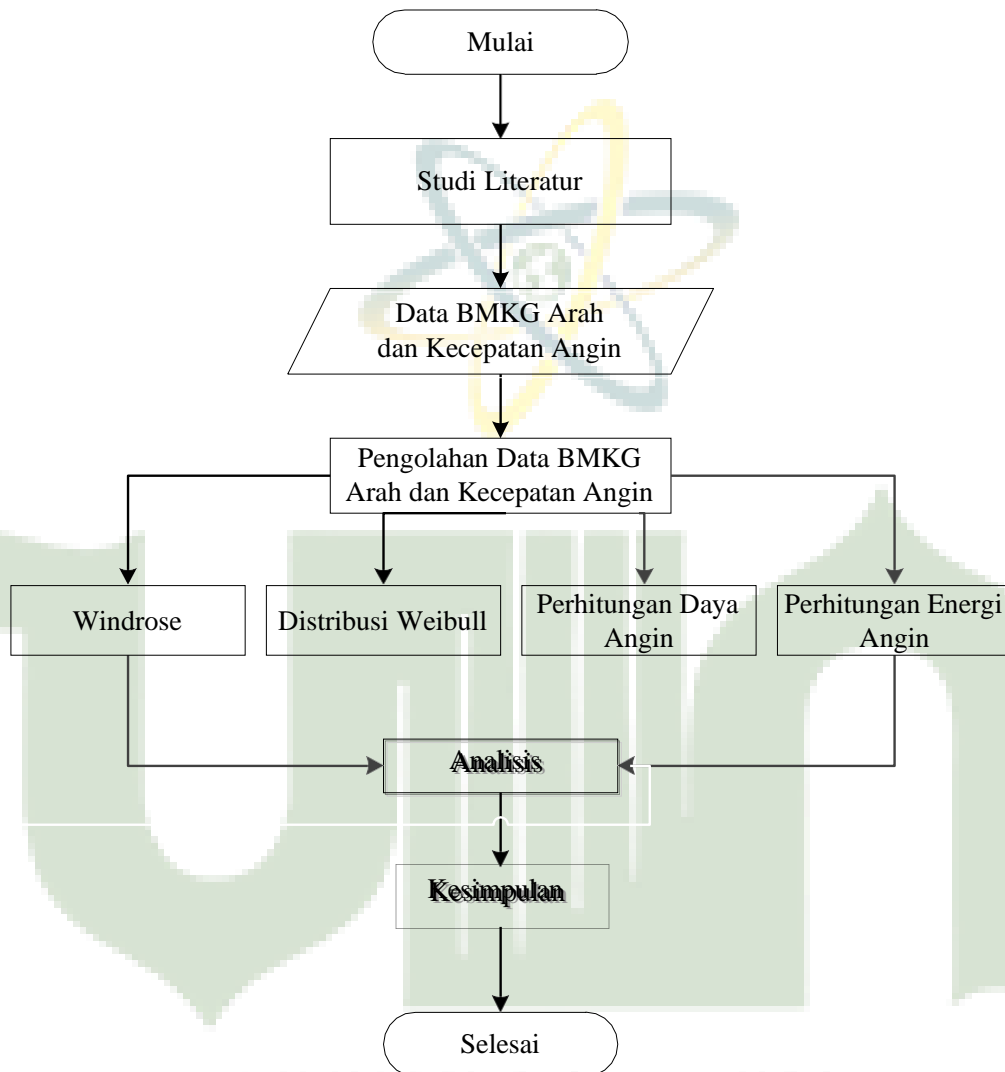 Mulai
Studi Literatur
Data BMKG Arah
dan Kecepatan Angin
Pengolahan Data BMKG
Arah dan Kecepatan Angin
Windrose
Distribusi Weibull
Perhitungan Daya
Angin
Perhitungan Energi
Angin
Analisis
Kesimpulan
Selesai